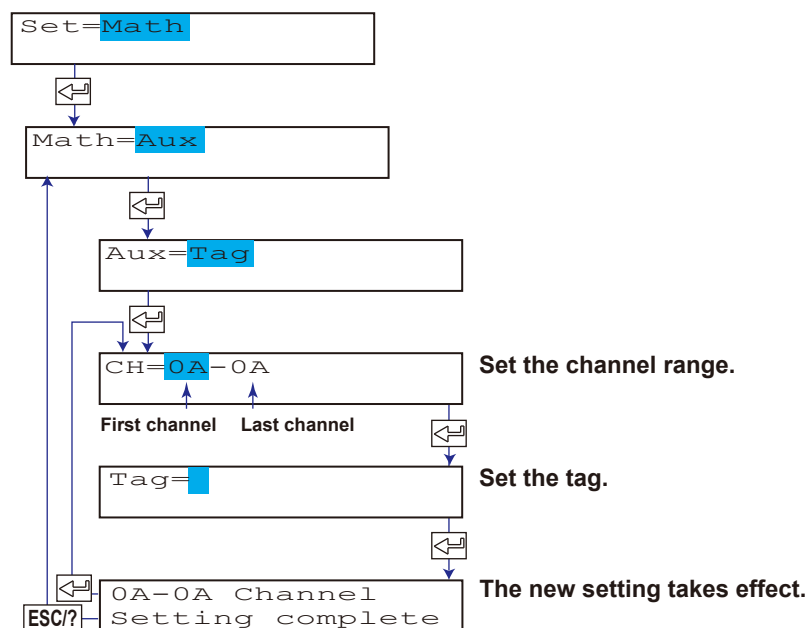 Set=Math
Math=Aux
Aux=Tag
CH=0A-0A
Set the channel range.
First channel
Last channel
Tag=
Set the tag.
0A-0A Channel
The new setting takes effect.
ESC/?
Setting complete